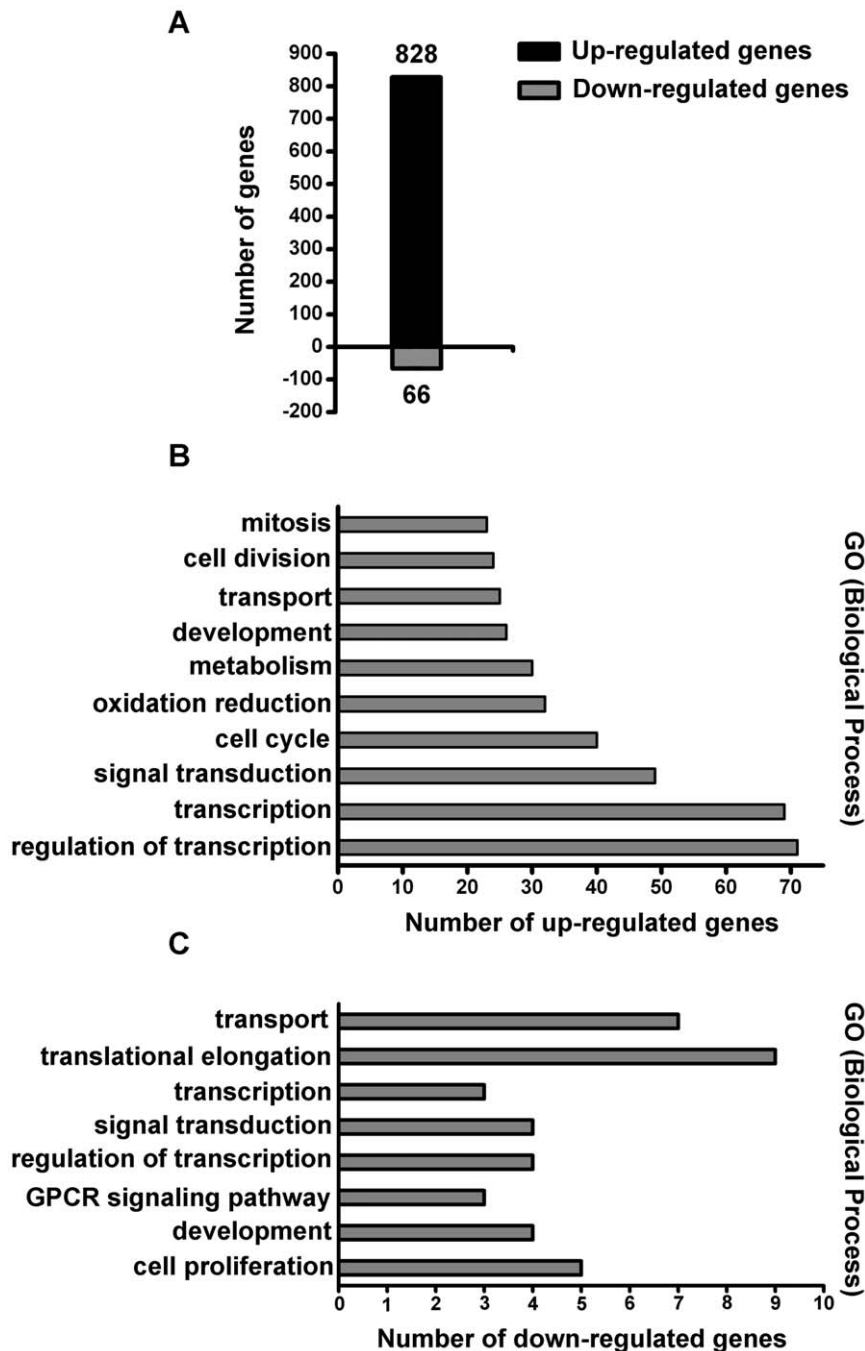 A
Number of genes
900
800
700
600
500
400
300
200
100
0
-100
-200
828
66
Up-regulated genes
Down-regulated genes
B
mitosis
cell division
transport
development
metabolism
oxidation reduction
cell cycle
signal transduction
transcription
regulation of transcription
0 10 20 30 40 50 60 70
Number of up-regulated genes
GO (Biological Process)
C
transport
translational elongation
transcription
signal transduction
regulation of transcription
GPCR signaling pathway
development
cell proliferation
0 1 2 3 4 5 6 7 8 9 10
Number of down-regulated genes
GO (Biological Process)